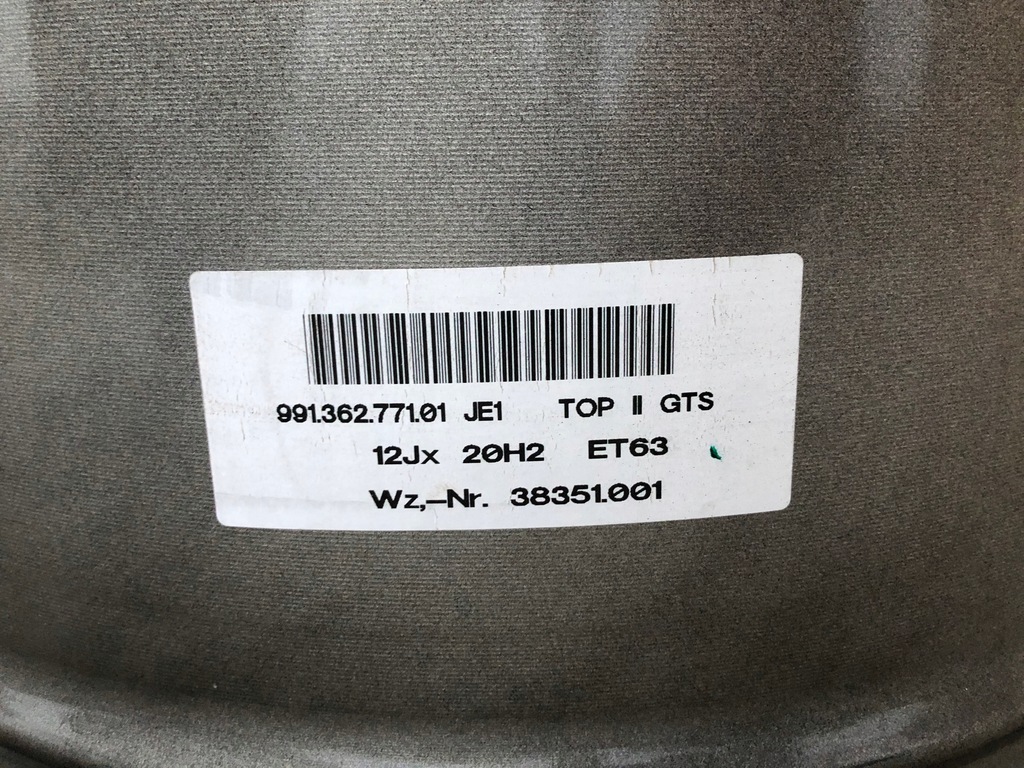 991.362.771.01 JE1 TOP II GTS
12Jx 20H2 ET63
Wz,-Nr. 38351.001